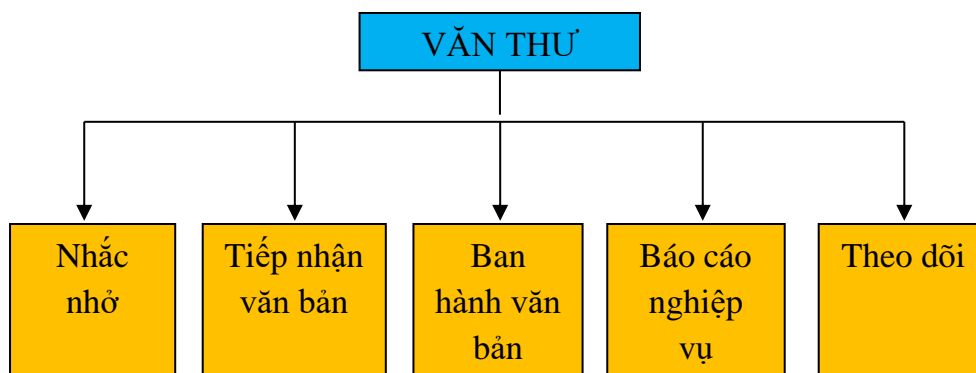 VĂN THƯ
Nhắc
nhở
Tiếp nhận
văn bản
Ban
hành văn
bản
Báo cáo
nghiệp
vụ
Theo dõi